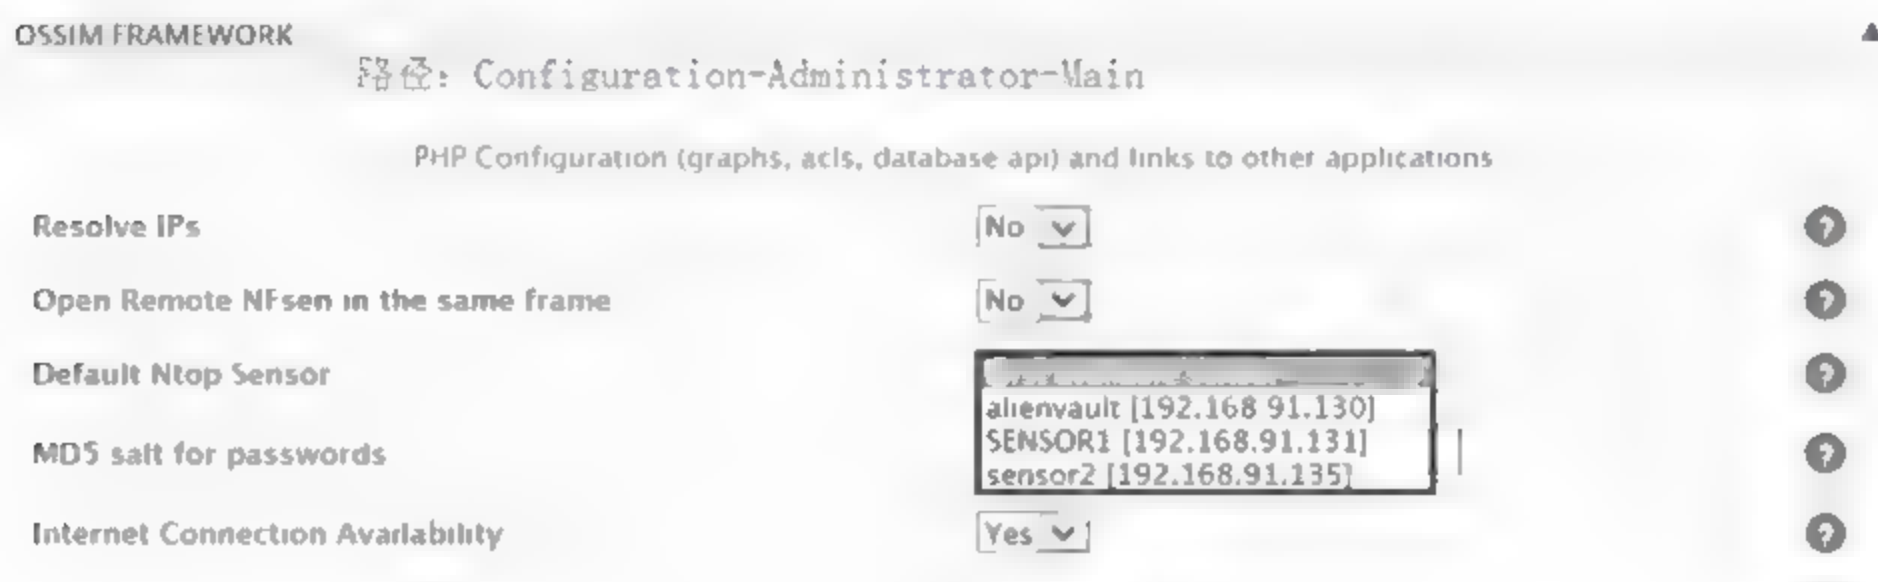 OSSIM FRAMEWORK
路径: Configuration-Administrator-Main
PHP Configuration (graphs, acls, database api) and links to other applications
Resolve IPs No
Open Remote NFsen in the same frame No
Default Ntop Sensor
alienvault [192.168.91.130]
SENSOR1 [192.168.91.131]
MD5 salt for passwords
sensor2 [192.168.91.135]
Internet Connection Availability Yes